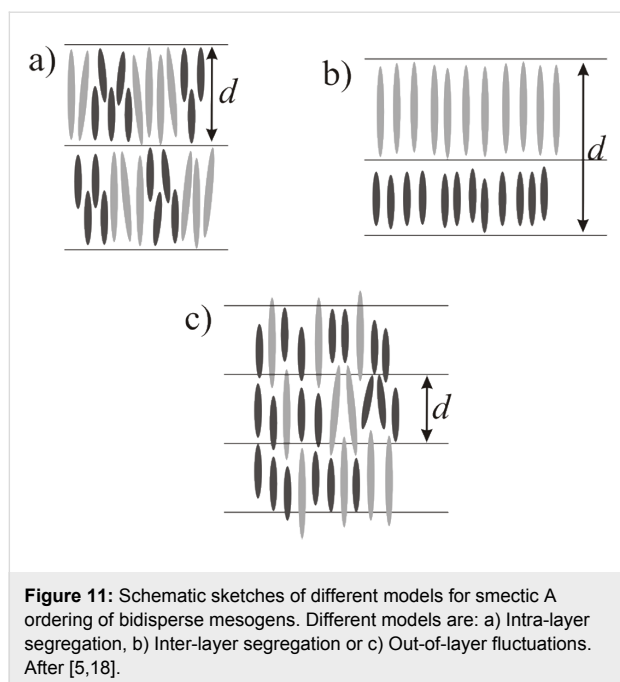 a)
d
b)
d
c)
d
Figure 11: Schematic sketches of different models for smectic A
ordering of bidisperse mesogens. Different models are: a) Intra-layer
segregation, b) Inter-layer segregation or c) Out-of-layer fluctuations.
After [5,18].